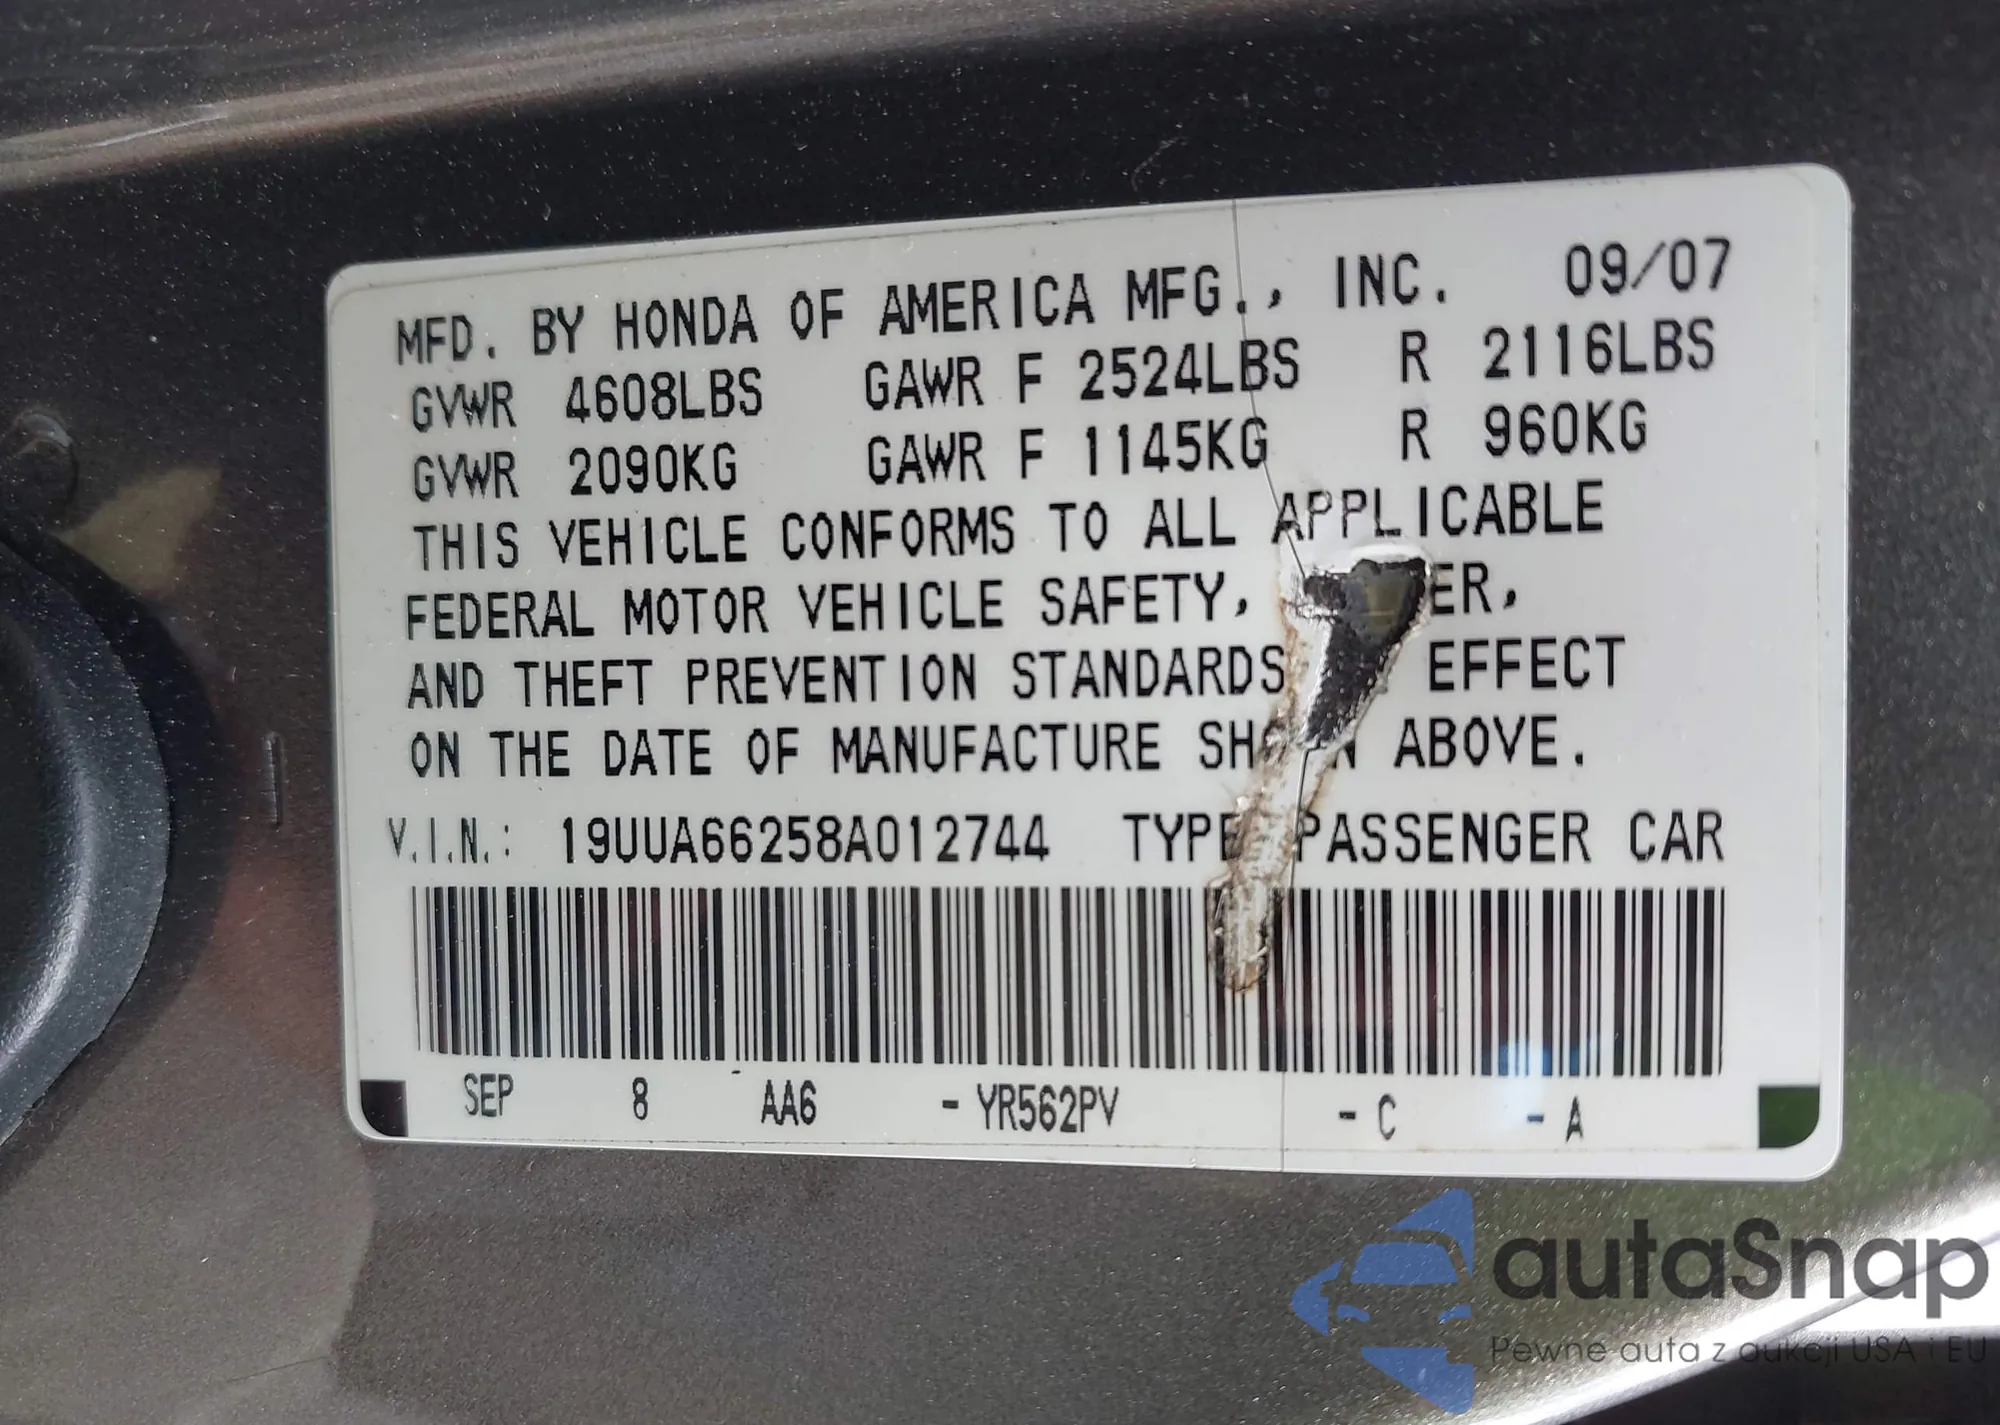 MFD. BY HONDA OF AMERICA MFG., INC. 09/07
GVWR 4608LBS GAWR F 2524LBS R 2116LBS
GVWR 2090KG GAWR F 1145KG R 960KG
THIS VEHICLE CONFORMS TO ALL APPLICABLE
FEDERAL MOTOR VEHICLE SAFETY, ER,
AND THEFT PREVENTION STANDARDS EFFECT
ON THE DATE OF MANUFACTURE SH N ABOVE.
V.I.N.: 19UUA66258A012744 TYPE PASSENGER CAR
SEP 8 AA6 - YR562PV - C - A
autaSnap
Pewne auta z aukcji USA i EU